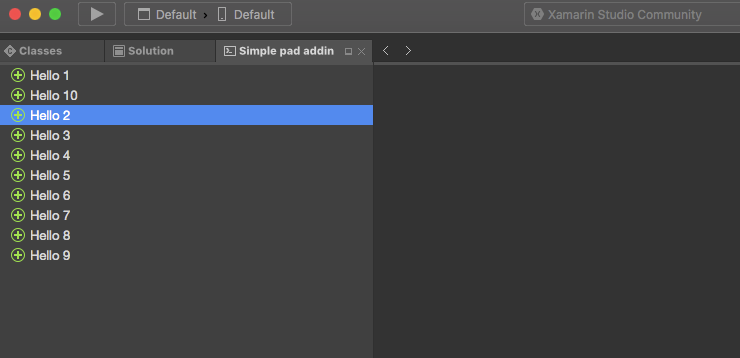 Default › Default
Xamarin Studio Community
Classes
Solution
Simple pad addin
Hello 1
Hello 10
Hello 2
Hello 3
Hello 4
Hello 5
Hello 6
Hello 7
Hello 8
Hello 9